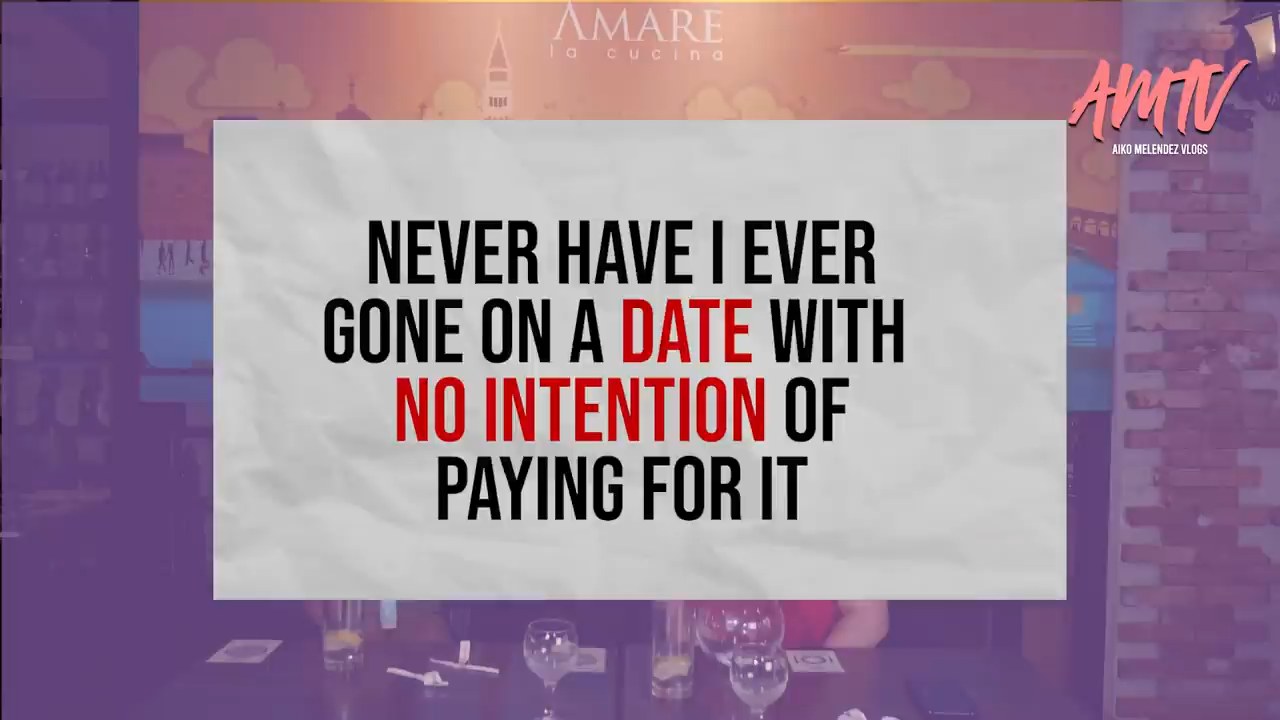 AMARE
la cucina
AMTV
AIKO MELENDEZ VLOGS
NEVER HAVE I EVER
GONE ON A DATE WITH
NO INTENTION OF
PAYING FOR IT